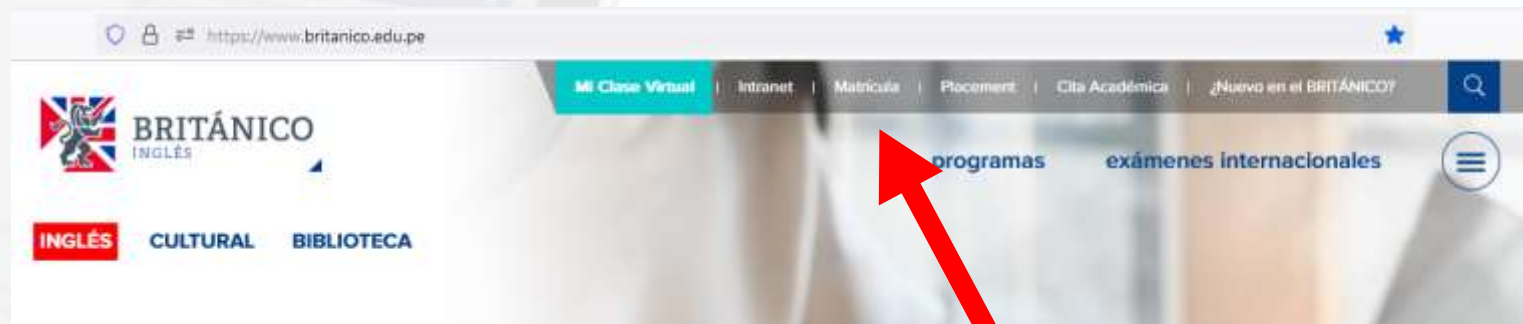 https://www.britanico.edu.pe
Mi Clase Virtual | Intranet | Matrícula | Placement | Cita Académica | ¿Nuevo en el BRITÁNICO?
BRITÁNICO
INGLÉS
programas exámenes internacionales
INGLÉS CULTURAL BIBLIOTECA